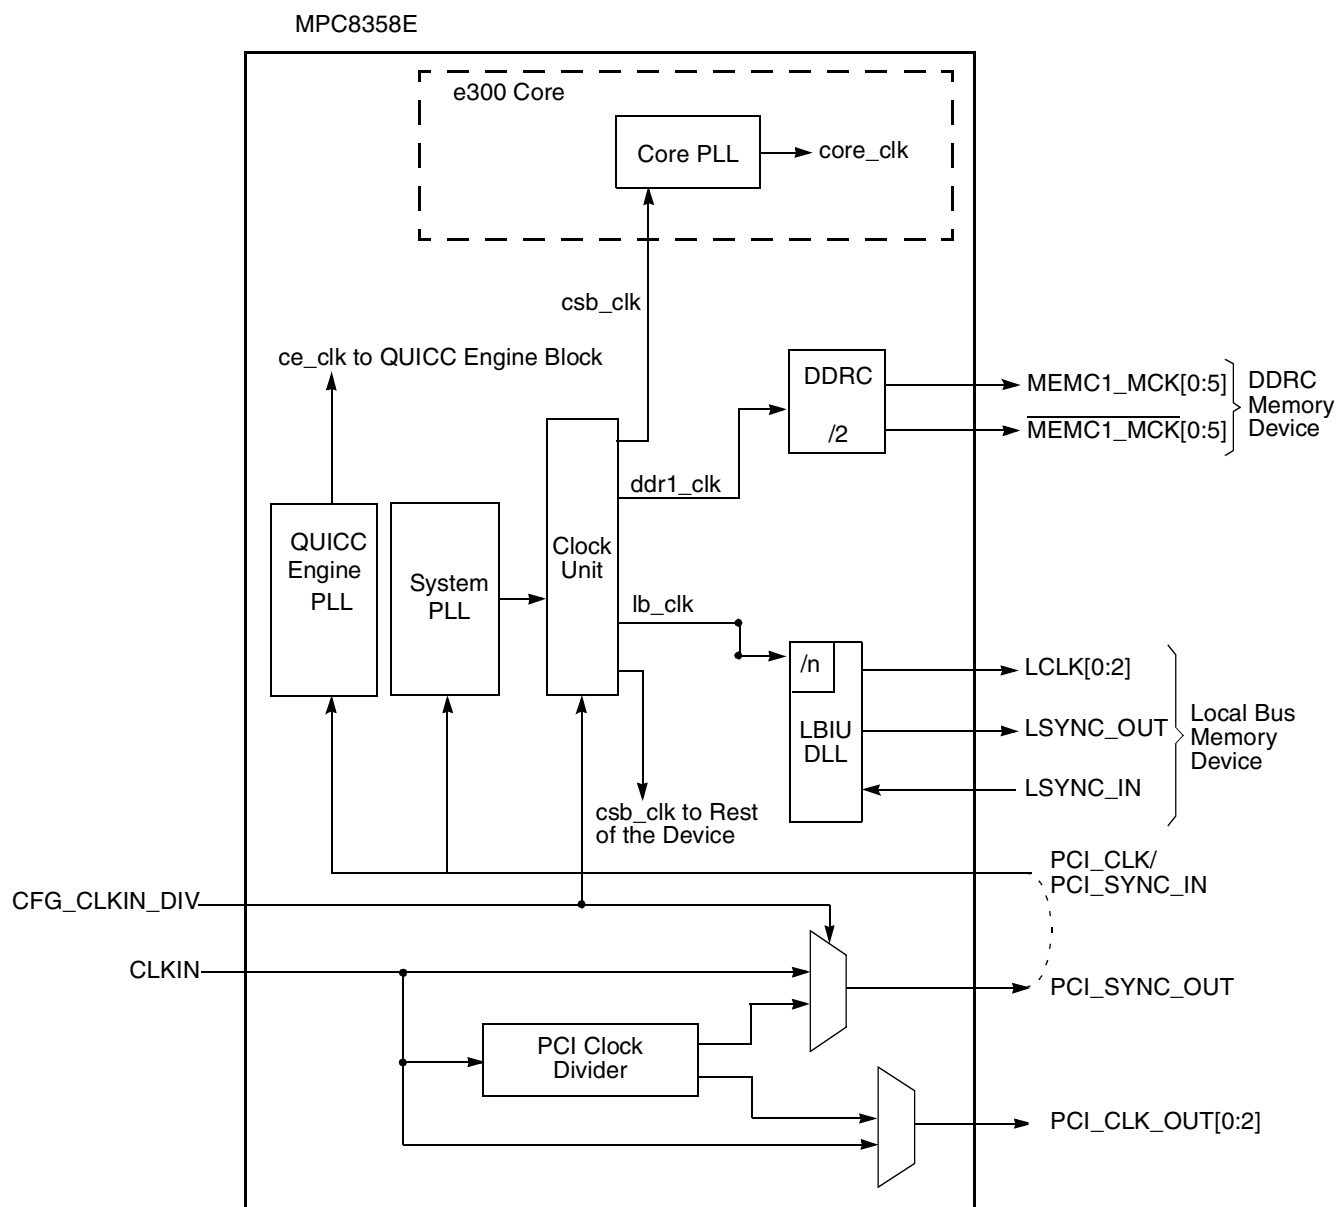 MPC8358E
e300 Core
Core PLL
core_clk
csb_clk
ce_clk to QUICC Engine Block
DDRC
/2
MEMC1_MCK[0:5]
MEMC1_MCK[0:5]
DDRC
Memory
Device
ddr1_clk
QUICC
Engine
PLL
System
PLL
Clock
Unit
lb_clk
/n
LBIU
DLL
LCLK[0:2]
LSYNC_OUT
LSYNC_IN
Local Bus
Memory
Device
csb_clk to Rest
of the Device
PCI_CLK/
PCI_SYNC_IN
CFG_CLKIN_DIV
CLKIN
PCI_SYNC_OUT
PCI Clock
Divider
PCI_CLK_OUT[0:2]